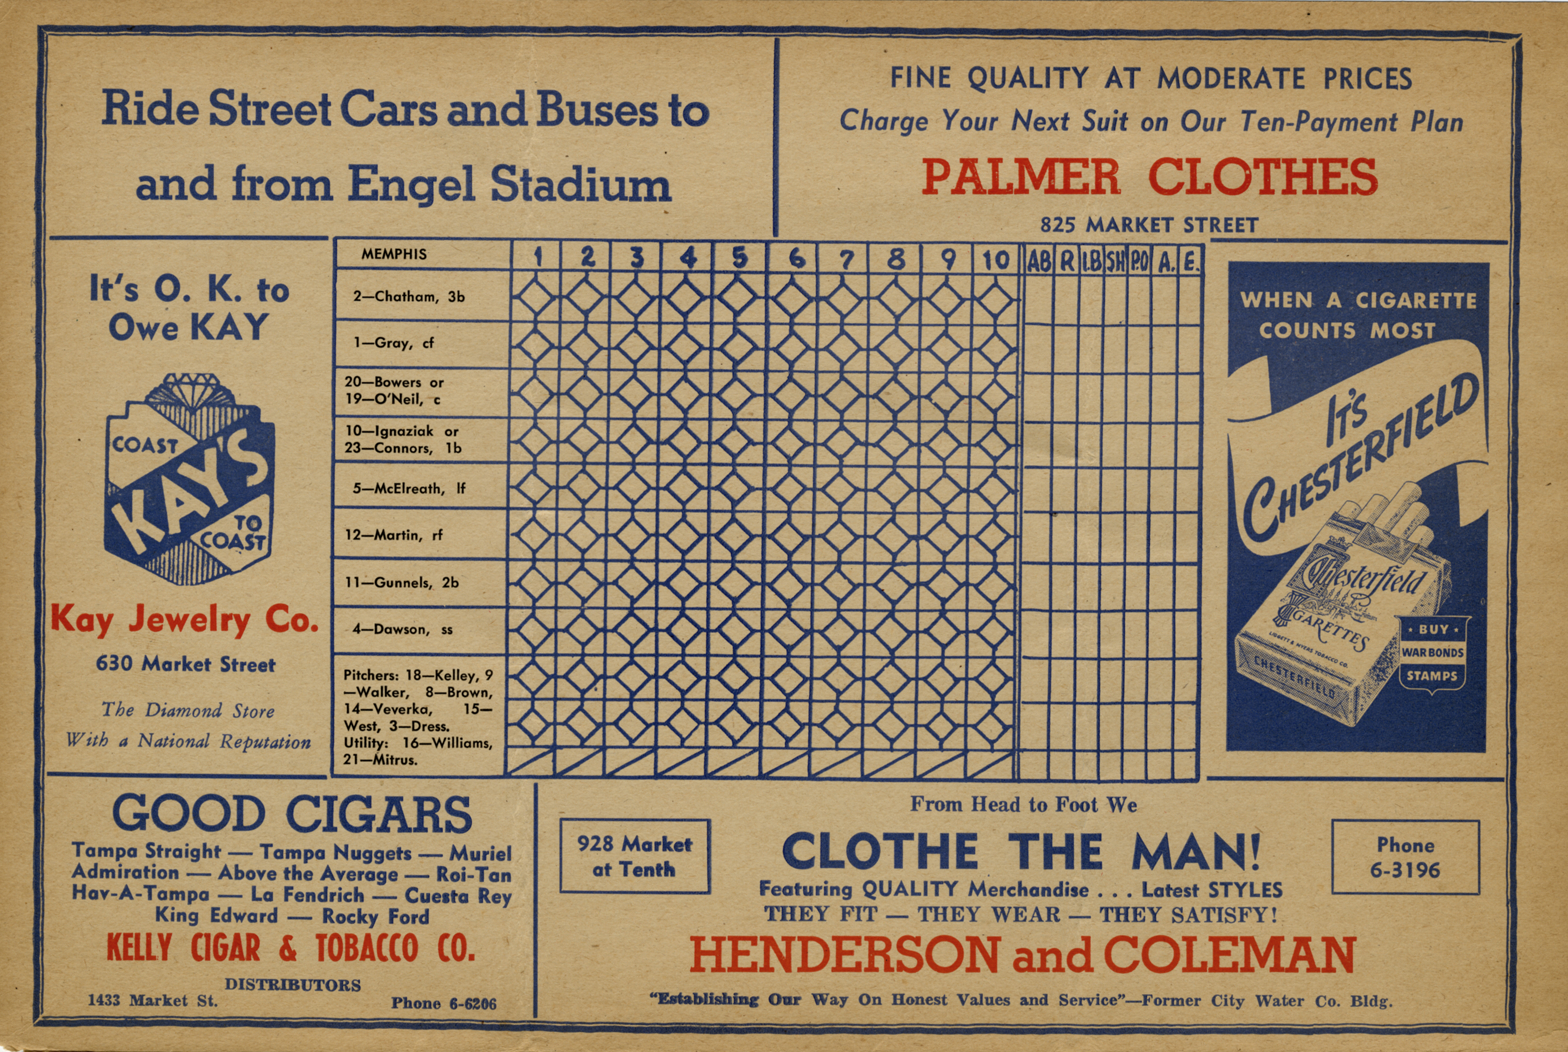 Ride Street Cars and Buses to
and from Engel Stadium
FINE QUALITY AT MODERATE PRICES
Charge Your Next Suit on Our Ten-Payment Plan
PALMER CLOTHES
825 MARKET STREET
It's O. K. to
Owe KAY
COAST
KAY'S
TO
COAST
Kay Jewelry Co.
630 Market Street
The Diamond Store
With a National Reputation
MEMPHIS 1 2 3 4 5 6 7 8 9 10 AB R 1.B SH P.O A. E.
2—Chatham, 3b
1—Gray, cf
20—Bowers or
19—O'Neil, c
10—Ignaziak or
23—Connors, 1b
5—McElreath, lf
12—Martin, rf
11—Gunnels, 2b
4—Dawson, ss
Pitchers: 18—Kelley, 9
—Walker, 8—Brown,
14—Veverka, 15—
West, 3—Dress.
Utility: 16—Williams,
21—Mitrus.
WHEN A CIGARETTE
COUNTS MOST
IT'S
CHESTERFIELD
Chesterfield
CIGARETTES
LIGGETT & MYERS TOBACCO CO.
CHESTERFIELD
• BUY •
WAR BONDS
STAMPS
GOOD CIGARS
Tampa Straight — Tampa Nuggets — Muriel
Admiration — Above the Average — Roi-Tan
Hav-A-Tampa — La Fendrich — Cuesta Rey
King Edward — Rocky Ford
KELLY CIGAR & TOBACCO CO.
DISTRIBUTORS
1433 Market St. Phone 6-6206
From Head to Foot We
928 Market
at Tenth
CLOTHE THE MAN!
Phone
6-3196
Featuring QUALITY Merchandise . . . Latest STYLES
THEY FIT — THEY WEAR — THEY SATISFY!
HENDERSON and COLEMAN
"Establishing Our Way On Honest Values and Service"—Former City Water Co. Bldg.